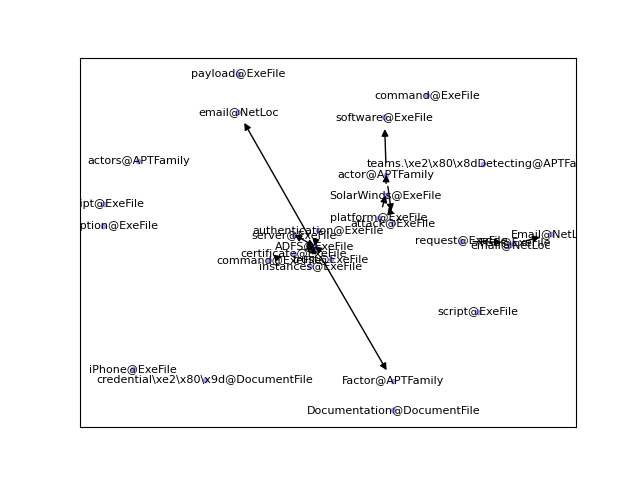 payload@ExeFile
command@ExeFile
email@NetLoc
software@ExeFile
actors@APTFamily
teams.\xe2\x80\x8dDetecting@APTFa
actor@APTFamily
SolarWinds@ExeFile
ipt@ExeFile
platform@ExeFile
attack@ExeFile
ption@ExeFile
authentication@ExeFile
server@ExeFile
Email@NetL
request@ExeFile
email@NetLoc
ADFS@ExeFile
certificate@ExeFile
command@ExeFile
instances@ExeFile
script@ExeFile
iPhone@ExeFile
credential\xe2\x80\x9d@DocumentFile
Factor@APTFamily
Documentation@DocumentFile